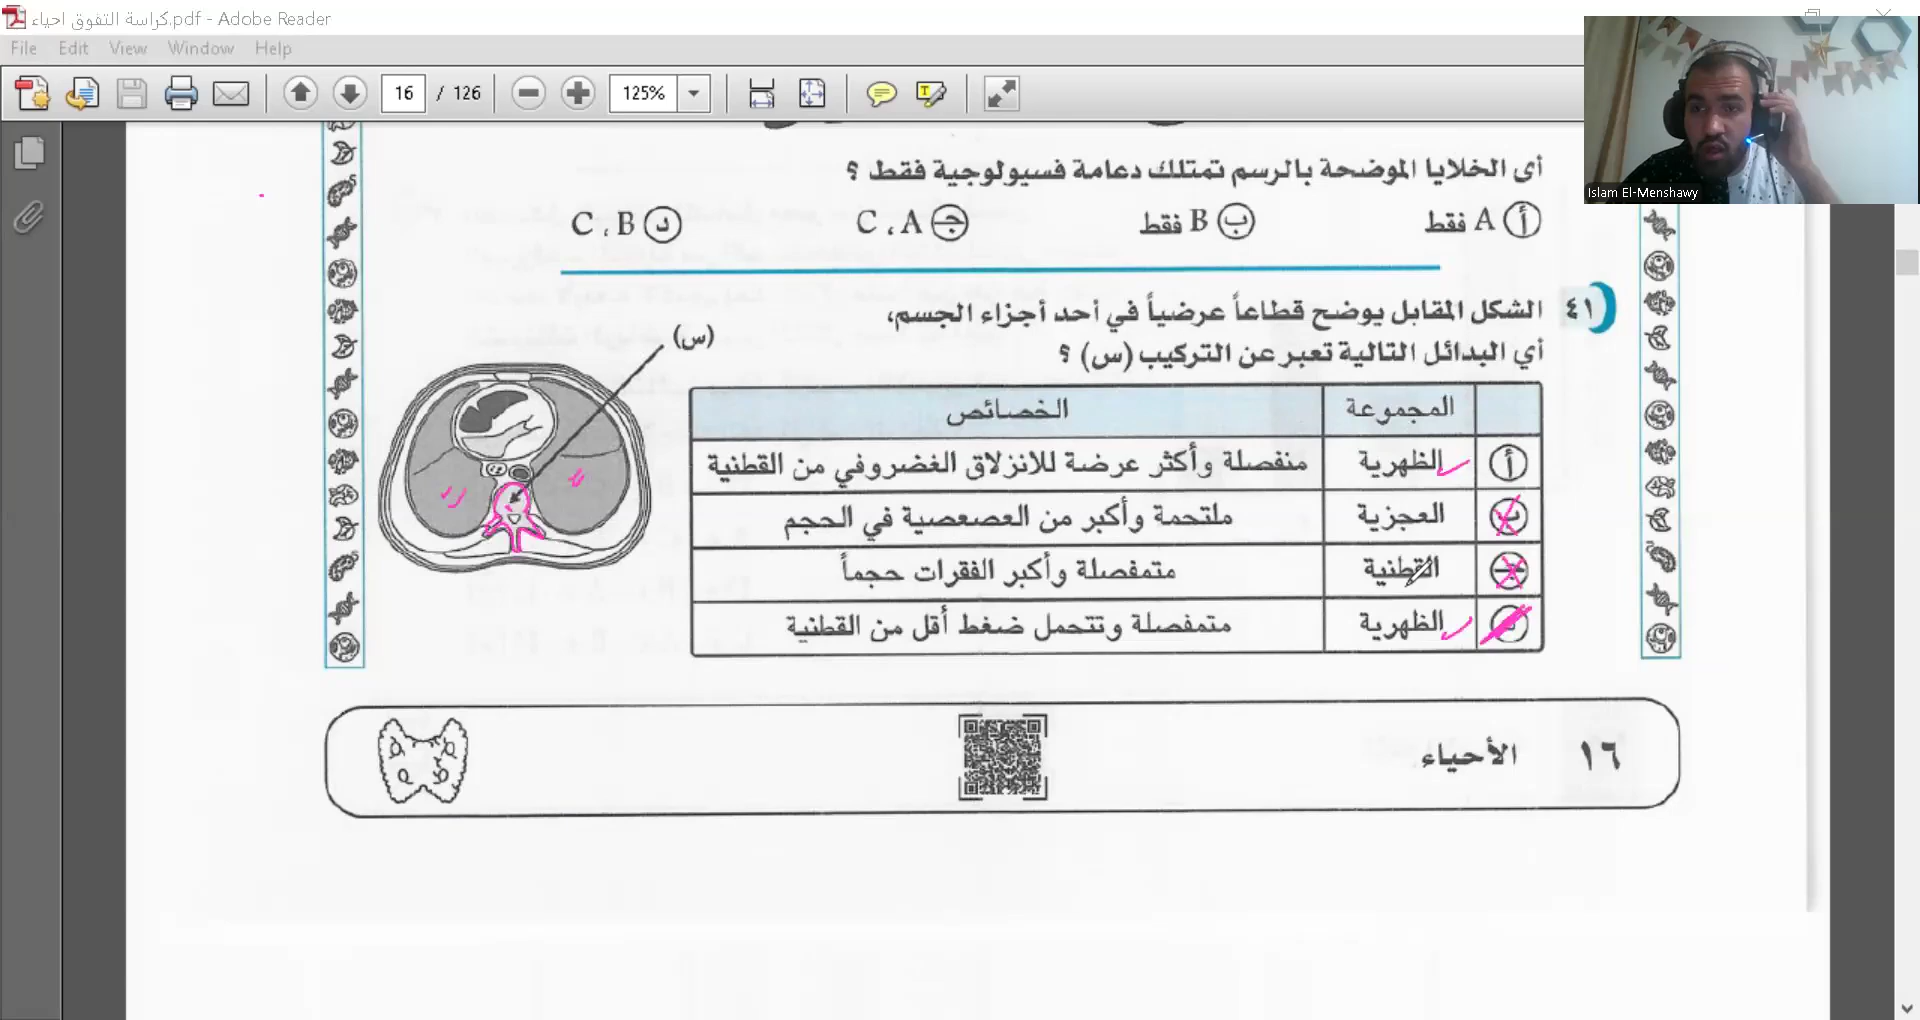 كراسة التفوق احياء.pdf - Adobe Reader
File Edit View Window Help
16 / 126 125%
Islam El-Menshawy
أى الخلايا الموضحة بالرسم تمتلك دعامة فسيولوجية فقط ؟
أ A فقط ب B فقط ج C ، A د C ، B
٤١ الشكل المقابل يوضح قطاعاً عرضياً في أحد أجزاء الجسم،
أي البدائل التالية تعبر عن التركيب (س) ؟
(س)
المجموعة الخصائص
أ الظهرية منفصلة وأكثر عرضة للانزلاق الغضروفي من القطنية
ب العجزية ملتحمة وأكبر من العصعصية في الحجم
ج القطنية متمفصلة وأكبر الفقرات حجماً
د الظهرية متمفصلة وتتحمل ضغط أقل من القطنية
١٦ الأحياء